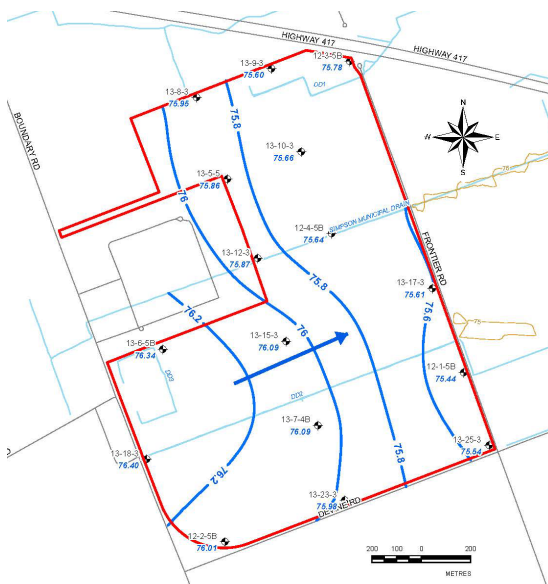 HIGHWAY 417
HIGHWAY 417
13-9-3
75.60
12-3-5B
75.78
DD1
13-8-3
75.95
75.8
BOUNDARY RD
N
W
E
S
13-10-3
75.66
76
76
13-5-5
75.86
SIMPSON MUNICIPAL DRAIN
12-4-5B
75.64
FRONTIER RD
13-12-3
75.87
75.8
13-17-3
75.61
75.6
76.2
76
76
13-15-3
76.09
13-6-5B
76.34
DD3
12-1-5B
75.44
DD2
13-7-4B
76.09
13-25-3
75.54
13-18-3
76.40
76.2
75.8
13-23-3
75.98
DEVINE RD
12-2-5B
76.01
200 0 200
METRES